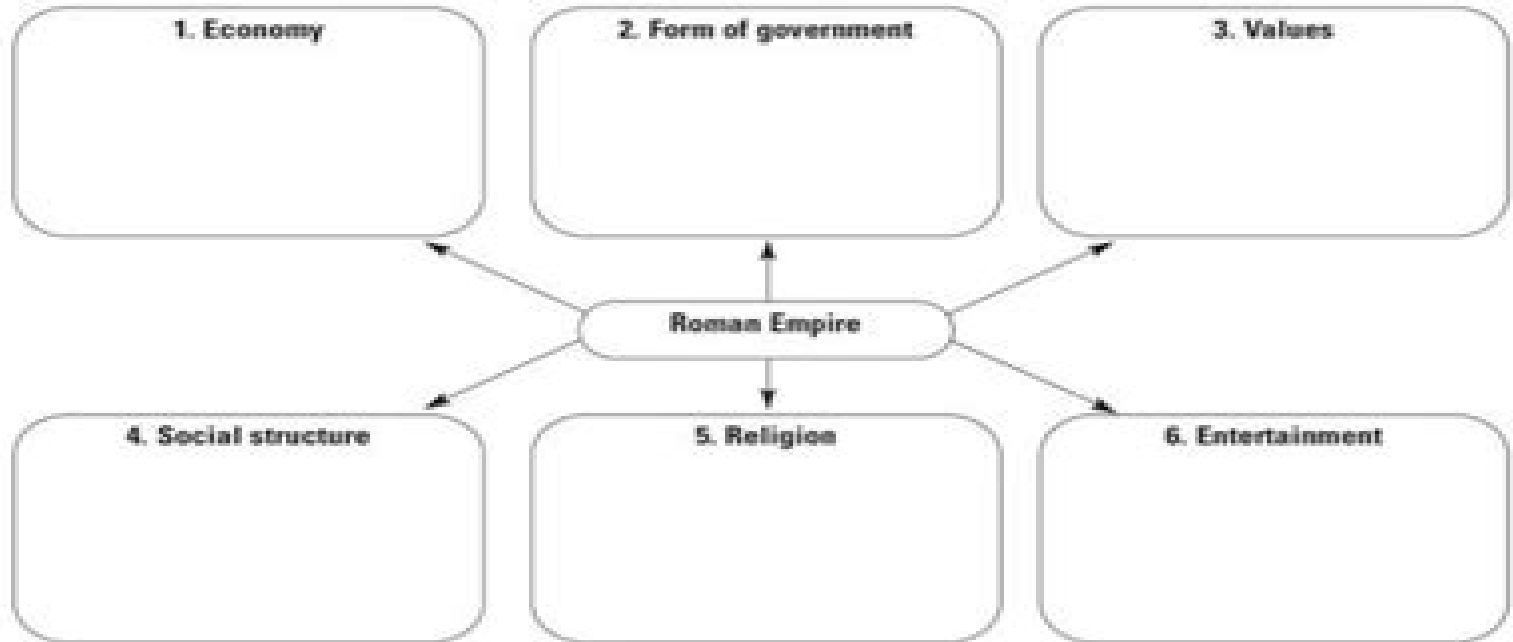 1. Economy
2. Form of government
3. Values
Roman Empire
4. Social structure
5. Religion
6. Entertainment